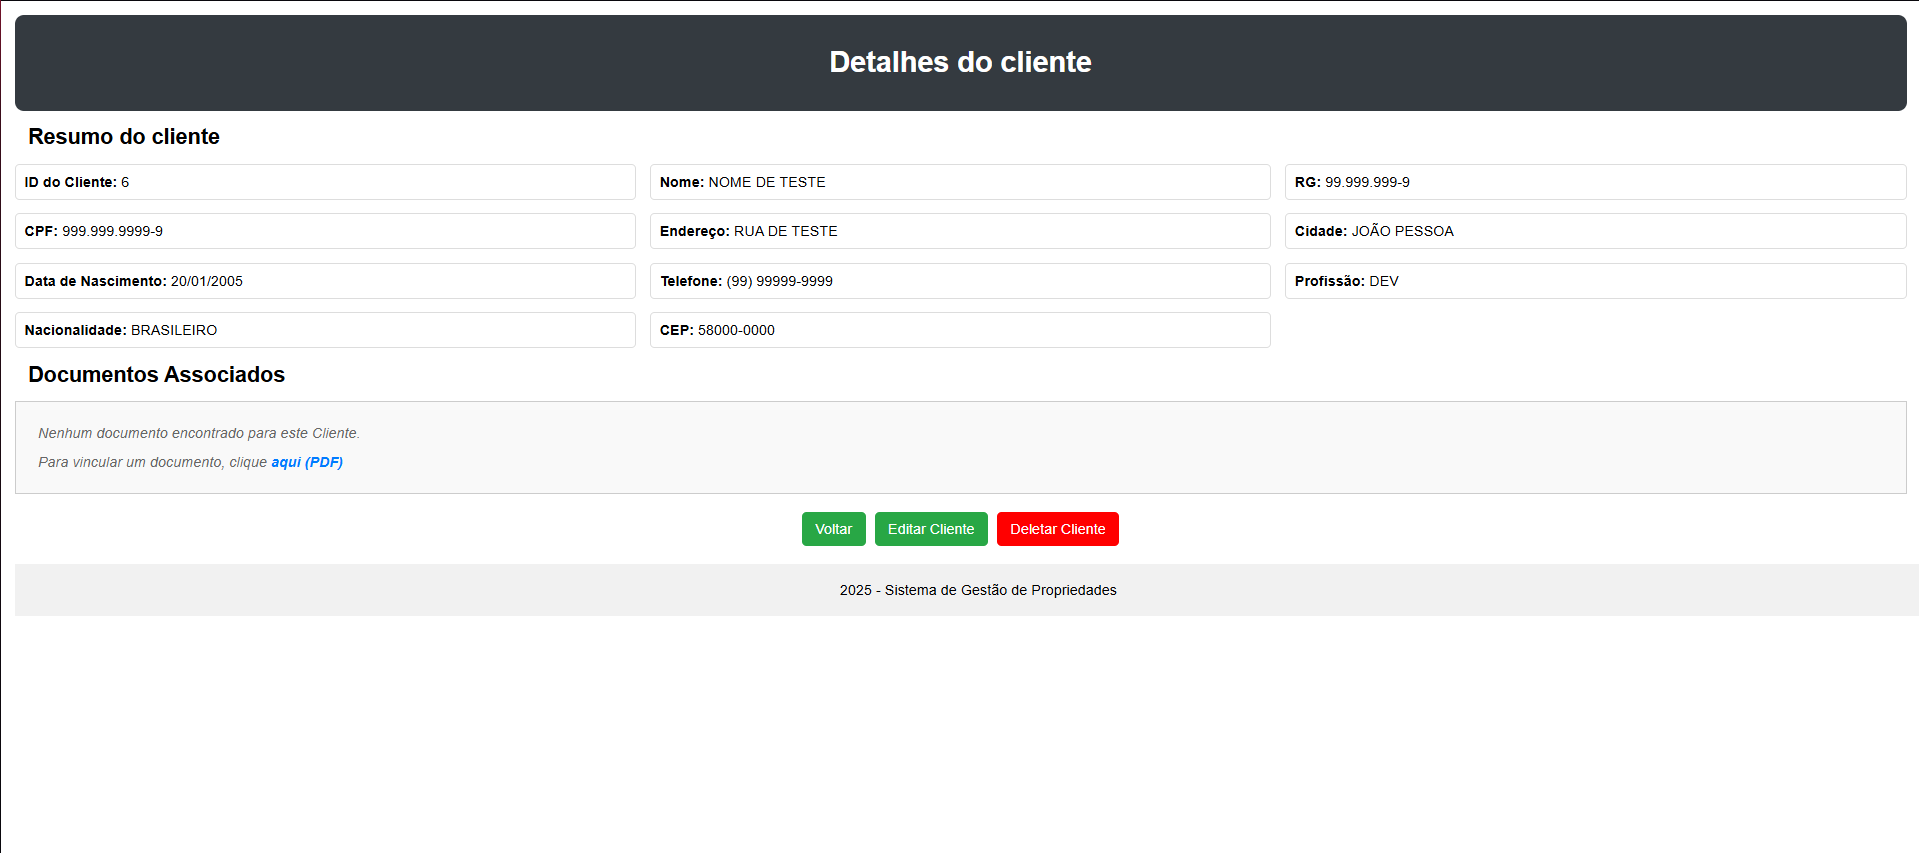 Detalhes do cliente
Resumo do cliente
ID do Cliente: 6
Nome: NOME DE TESTE
RG: 99.999.999-9
CPF: 999.999.9999-9
Endereço: RUA DE TESTE
Cidade: JOÃO PESSOA
Data de Nascimento: 20/01/2005
Telefone: (99) 99999-9999
Profissão: DEV
Nacionalidade: BRASILEIRO
CEP: 58000-0000
Documentos Associados
Nenhum documento encontrado para este Cliente.
Para vincular um documento, clique aqui (PDF)
Voltar
Editar Cliente
Deletar Cliente
2025 - Sistema de Gestão de Propriedades